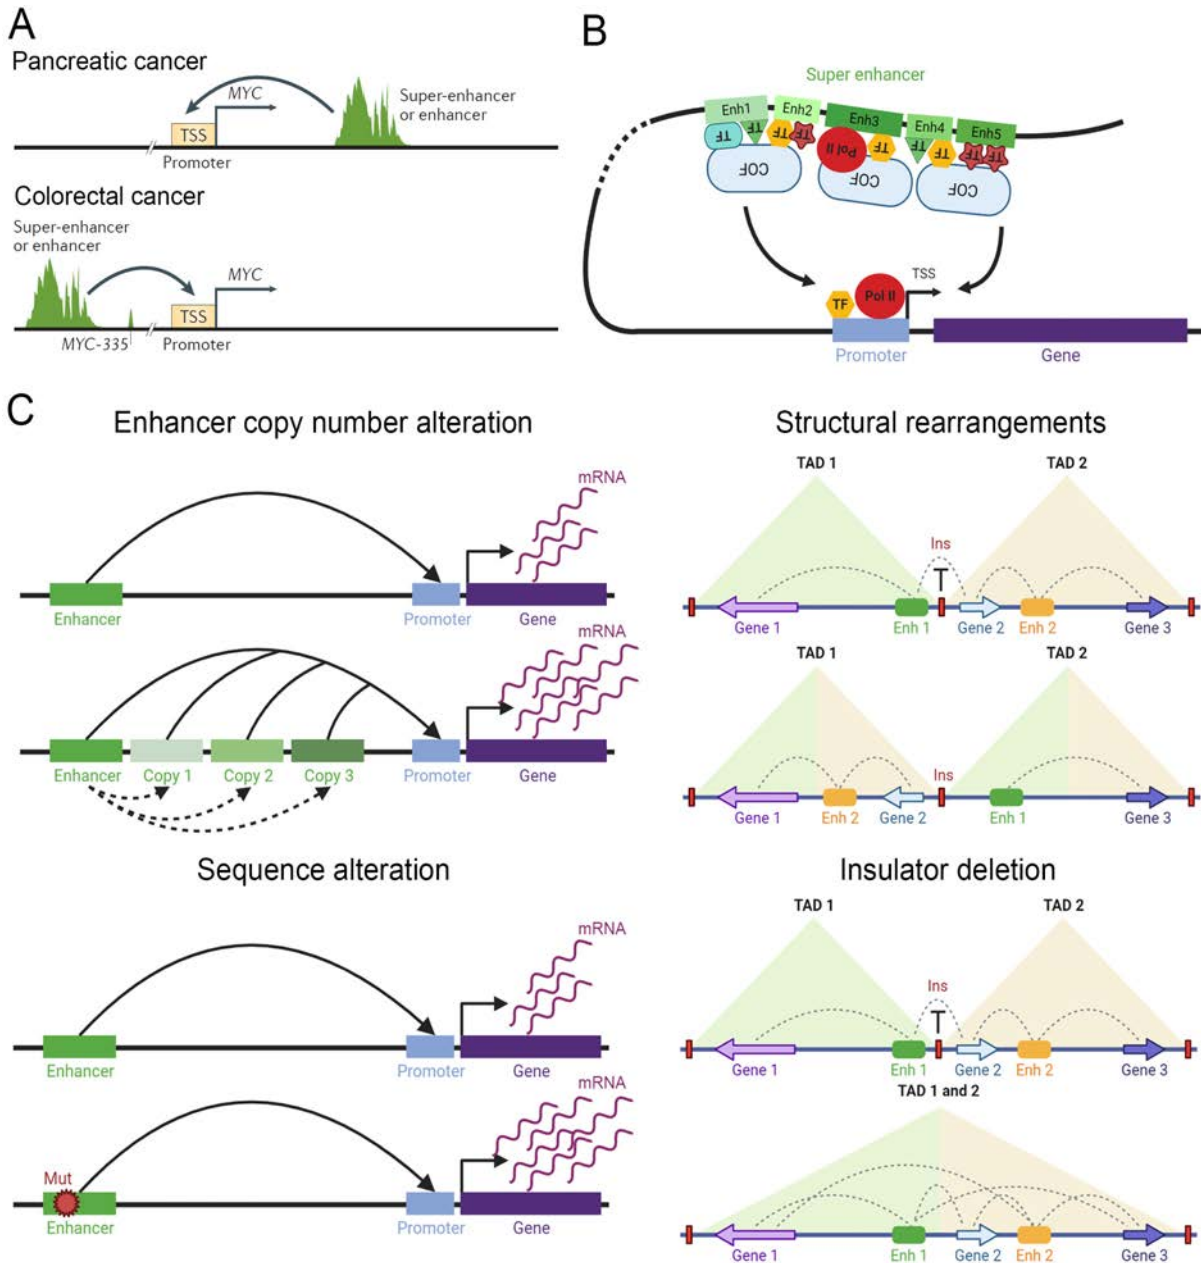 A
Pancreatic cancer
MYC
Super-enhancer
or enhancer
TSS
Promoter
Colorectal cancer
Super-enhancer
or enhancer
MYC
TSS
MYC-335
Promoter
B
Super enhancer
Enh1
Enh2
Enh3
Enh4
Enh5
TF
TF
TF
TF
Pol II
TF
TF
TF
TF
TF
COF
COF
COF
TSS
TF
Pol II
Promoter
Gene
C
Enhancer copy number alteration
mRNA
Enhancer
Promoter
Gene
mRNA
Enhancer
Copy 1
Copy 2
Copy 3
Promoter
Gene
Structural rearrangements
TAD 1
TAD 2
Ins
Gene 1
Enh 1
Gene 2
Enh 2
Gene 3
TAD 1
TAD 2
Ins
Gene 1
Enh 2
Gene 2
Enh 1
Gene 3
Sequence alteration
mRNA
Enhancer
Promoter
Gene
mRNA
Mut
Enhancer
Promoter
Gene
Insulator deletion
TAD 1
TAD 2
Ins
Gene 1
Enh 1
Gene 2
Enh 2
Gene 3
TAD 1 and 2
Gene 1
Enh 1
Gene 2
Enh 2
Gene 3